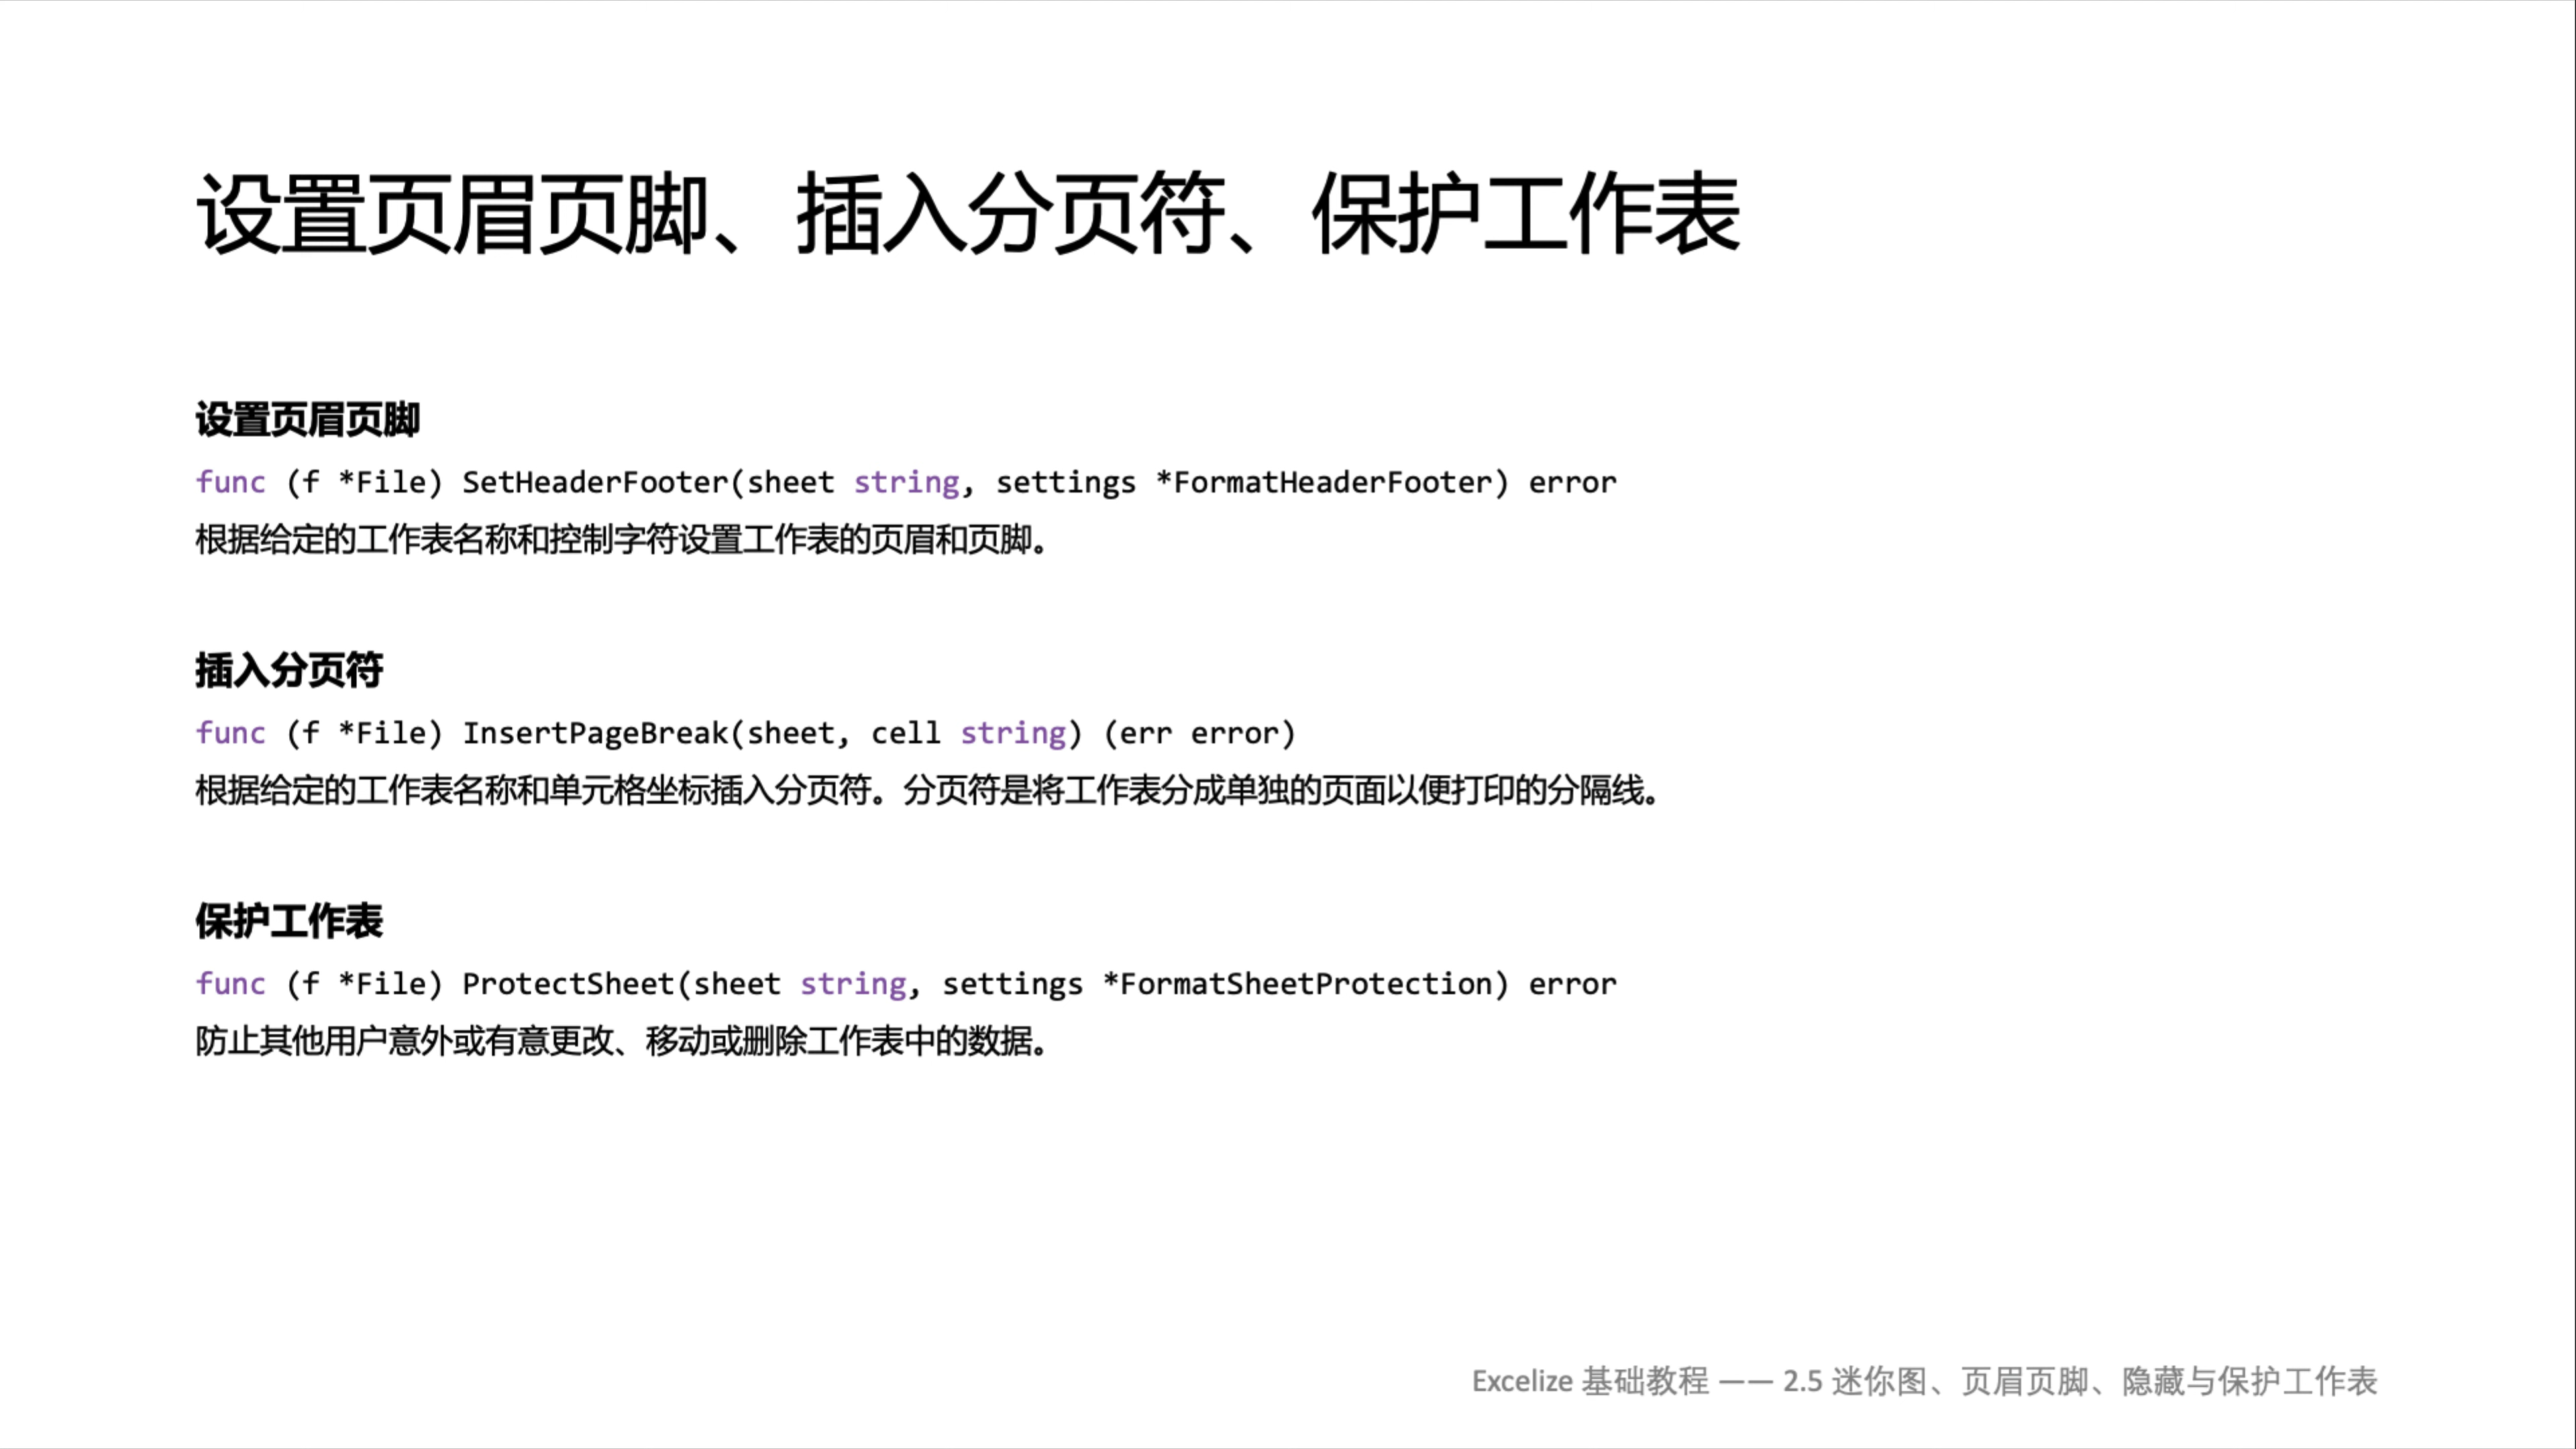 设置页眉页脚、插入分页符、保护工作表
设置页眉页脚
func (f *File) SetHeaderFooter(sheet string, settings *FormatHeaderFooter) error
根据给定的工作表名称和控制字符设置工作表的页眉和页脚。
插入分页符
func (f *File) InsertPageBreak(sheet, cell string) (err error)
根据给定的工作表名称和单元格坐标插入分页符。分页符是将工作表分成单独的页面以便打印的分隔线。
保护工作表
func (f *File) ProtectSheet(sheet string, settings *FormatSheetProtection) error
防止其他用户意外或有意更改、移动或删除工作表中的数据。
Excelize 基础教程 —— 2.5 迷你图、页眉页脚、隐藏与保护工作表